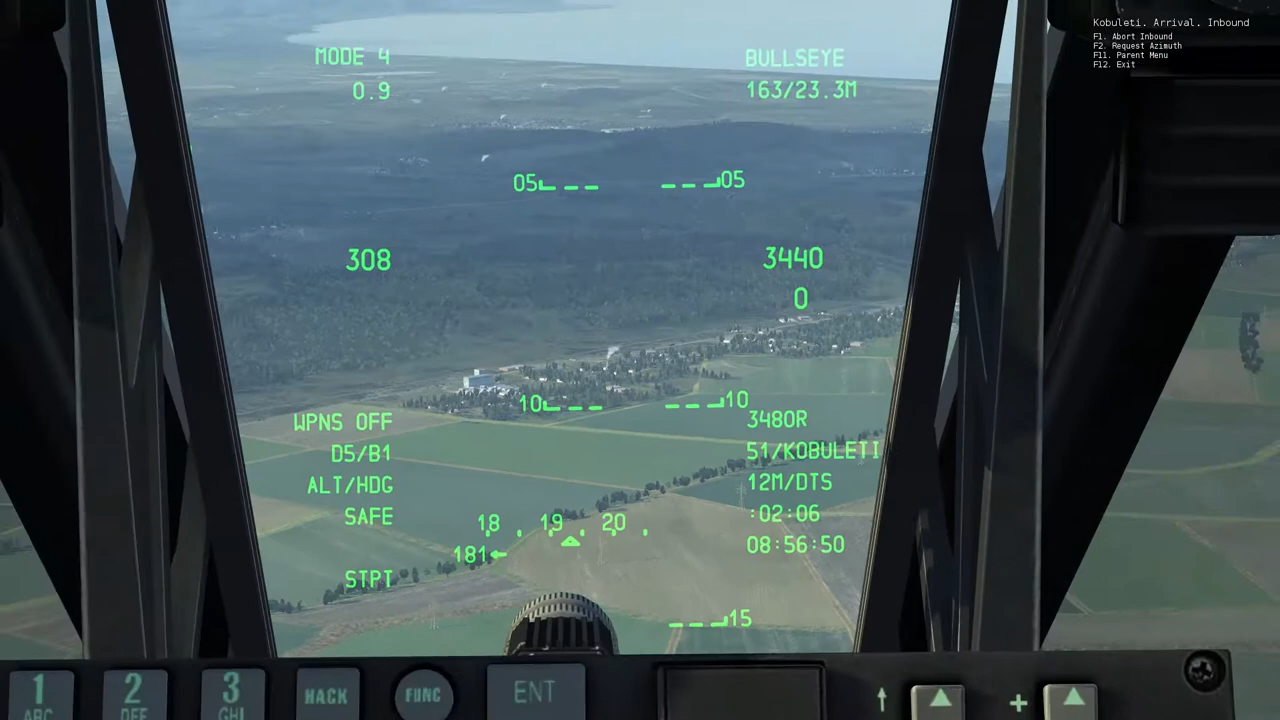 Kobuleti. Arrival. Inbound
F1. Abort Inbound
F2. Request Azimuth
F11. Parent Menu
F12. Exit
MODE 4
0.9
BULLSEYE
163/23.3M
05 05
308
3440
0
10 10
WPNS OFF
D5/B1
ALT/HDG
SAFE
STPT
3480R
51/KOBULETI
12M/DTS
:02:06
08:56:50
18 19 20
181
15
1
ABC
2
DEF
3
GHI
HACK
FUNC
ENT
+